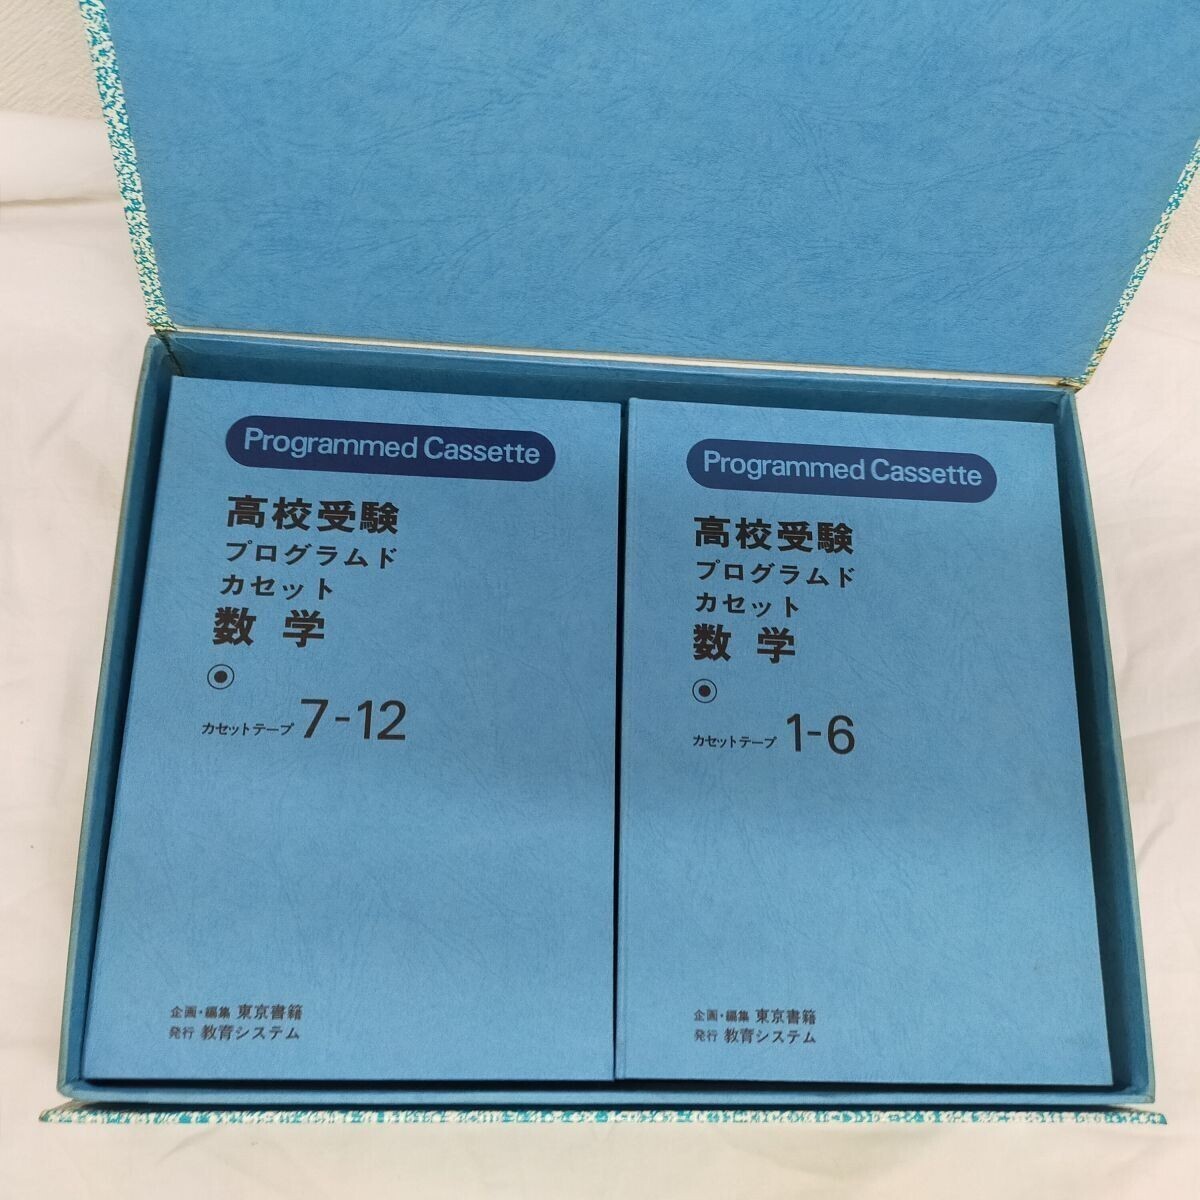 Programmed Cassette
高校受験
プログラムド
カセット
数学
カセットテープ 7-12
企画・編集 東京書籍
発行 教育システム
Programmed Cassette
高校受験
プログラムド
カセット
数学
カセットテープ 1-6
企画・編集 東京書籍
発行 教育システム